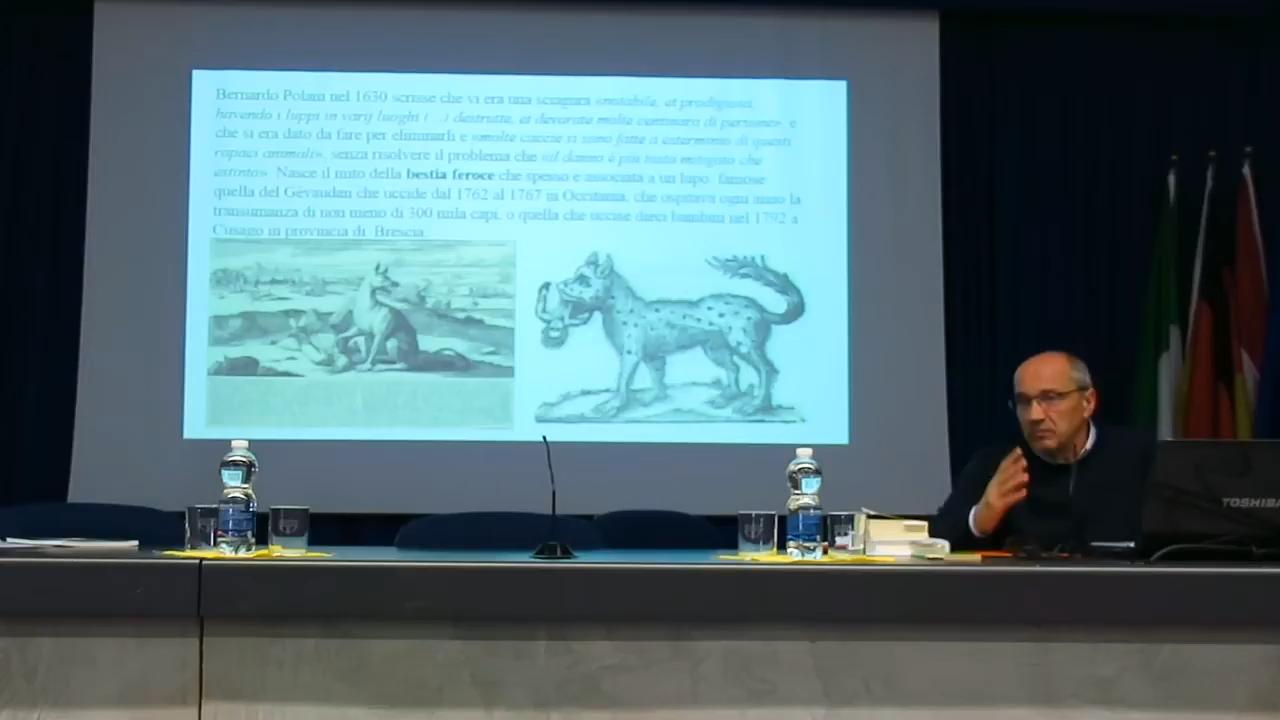 Bernardo Polani nel 1630 scrisse che vi era una sciagura «notabile, et prodigiosa,
havendo i luppi in varij luoghi (...) destrutte, et devorate molte centinara di persone», e
che si era dato da fare per eliminarli e «molte caccie si sono fatte a esterminio di questi
rapaci animali», senza risolvere il problema che «il danno è più tosto mitigato che
estinto». Nasce il mito della bestia feroce che spesso è associata a un lupo: famose
quella del Gévaudan che uccide dal 1762 al 1767 in Occitania, che ospitava ogni anno la
transumanza di non meno di 300 mila capi, o quella che uccise dieci bambini nel 1792 a
Cusago in provincia di Brescia.
TOSHIBA